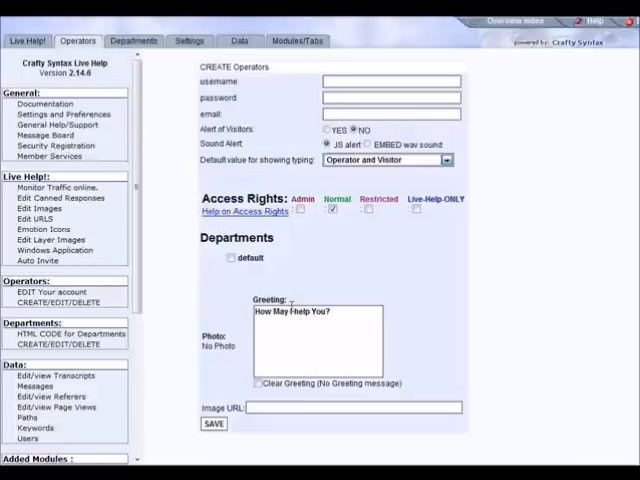 Overview Index
Help
Live Help!
Operators
Departments
Settings
Data
Modules/Tabs
powered by: Crafty Syntax
Crafty Syntax Live Help
Version 2.14.6
General:
Documentation
Settings and Preferences
General Help/Support
Message Board
Security Registration
Member Services
Live Help!:
Monitor Traffic online.
Edit Canned Responses
Edit Images
Edit URLS
Emotion Icons
Edit Layer Images
Windows Application
Auto Invite
Operators:
EDIT Your account
CREATE/EDIT/DELETE
Departments:
HTML CODE for Departments
CREATE/EDIT/DELETE
Data:
Edit/view Transcripts
Messages
Edit/view Referers
Edit/view Page Views
Paths
Keywords
Users
Added Modules :
CREATE Operators
username:
password:
email:
Alert of Visitors: YES NO
Sound Alert: JS alert EMBED wav sound
Default value for showing typing: Operator and Visitor
Access Rights: Admin Normal Restricted Live-Help-ONLY
Help on Access Rights : : : :
Departments
default
Greeting:
How May I help You?
Photo:
No Photo
Clear Greeting (No Greeting message)
Image URL:
SAVE